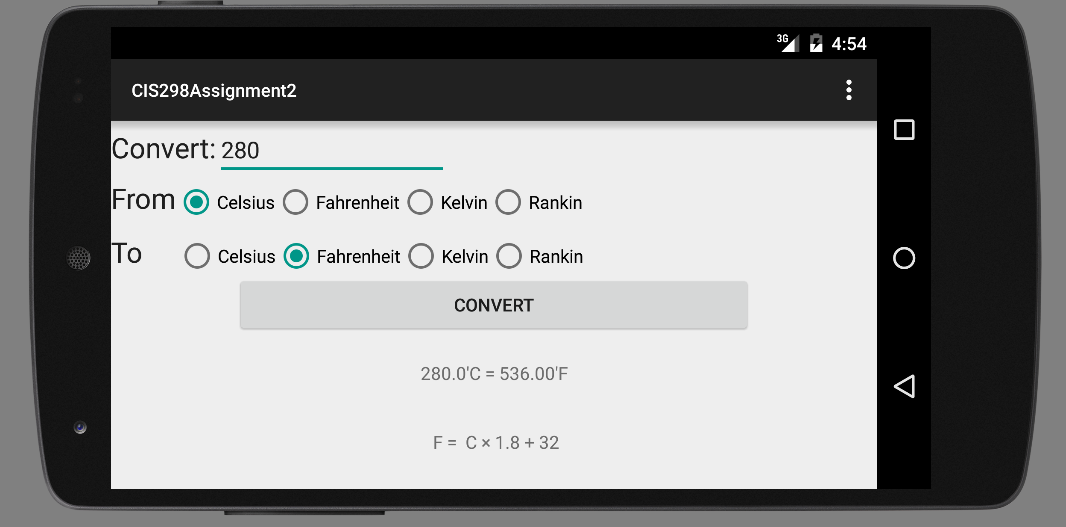 3G 4:54
CIS298Assignment2
Convert: 280
From Celsius Fahrenheit Kelvin Rankin
To Celsius Fahrenheit Kelvin Rankin
CONVERT
280.0'C = 536.00'F
F = C × 1.8 + 32